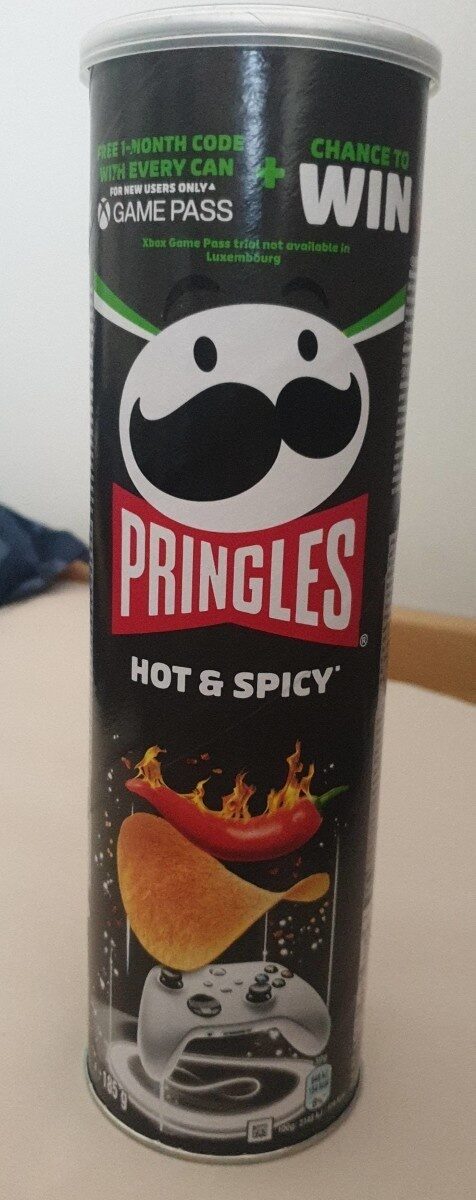 FREE 1-MONTH CODE
WITH EVERY CAN
FOR NEW USERS ONLY▲
GAME PASS
+
CHANCE TO
WIN
Xbox Game Pass trial not available in
Luxembourg
PRINGLES®
HOT & SPICY*
185 g